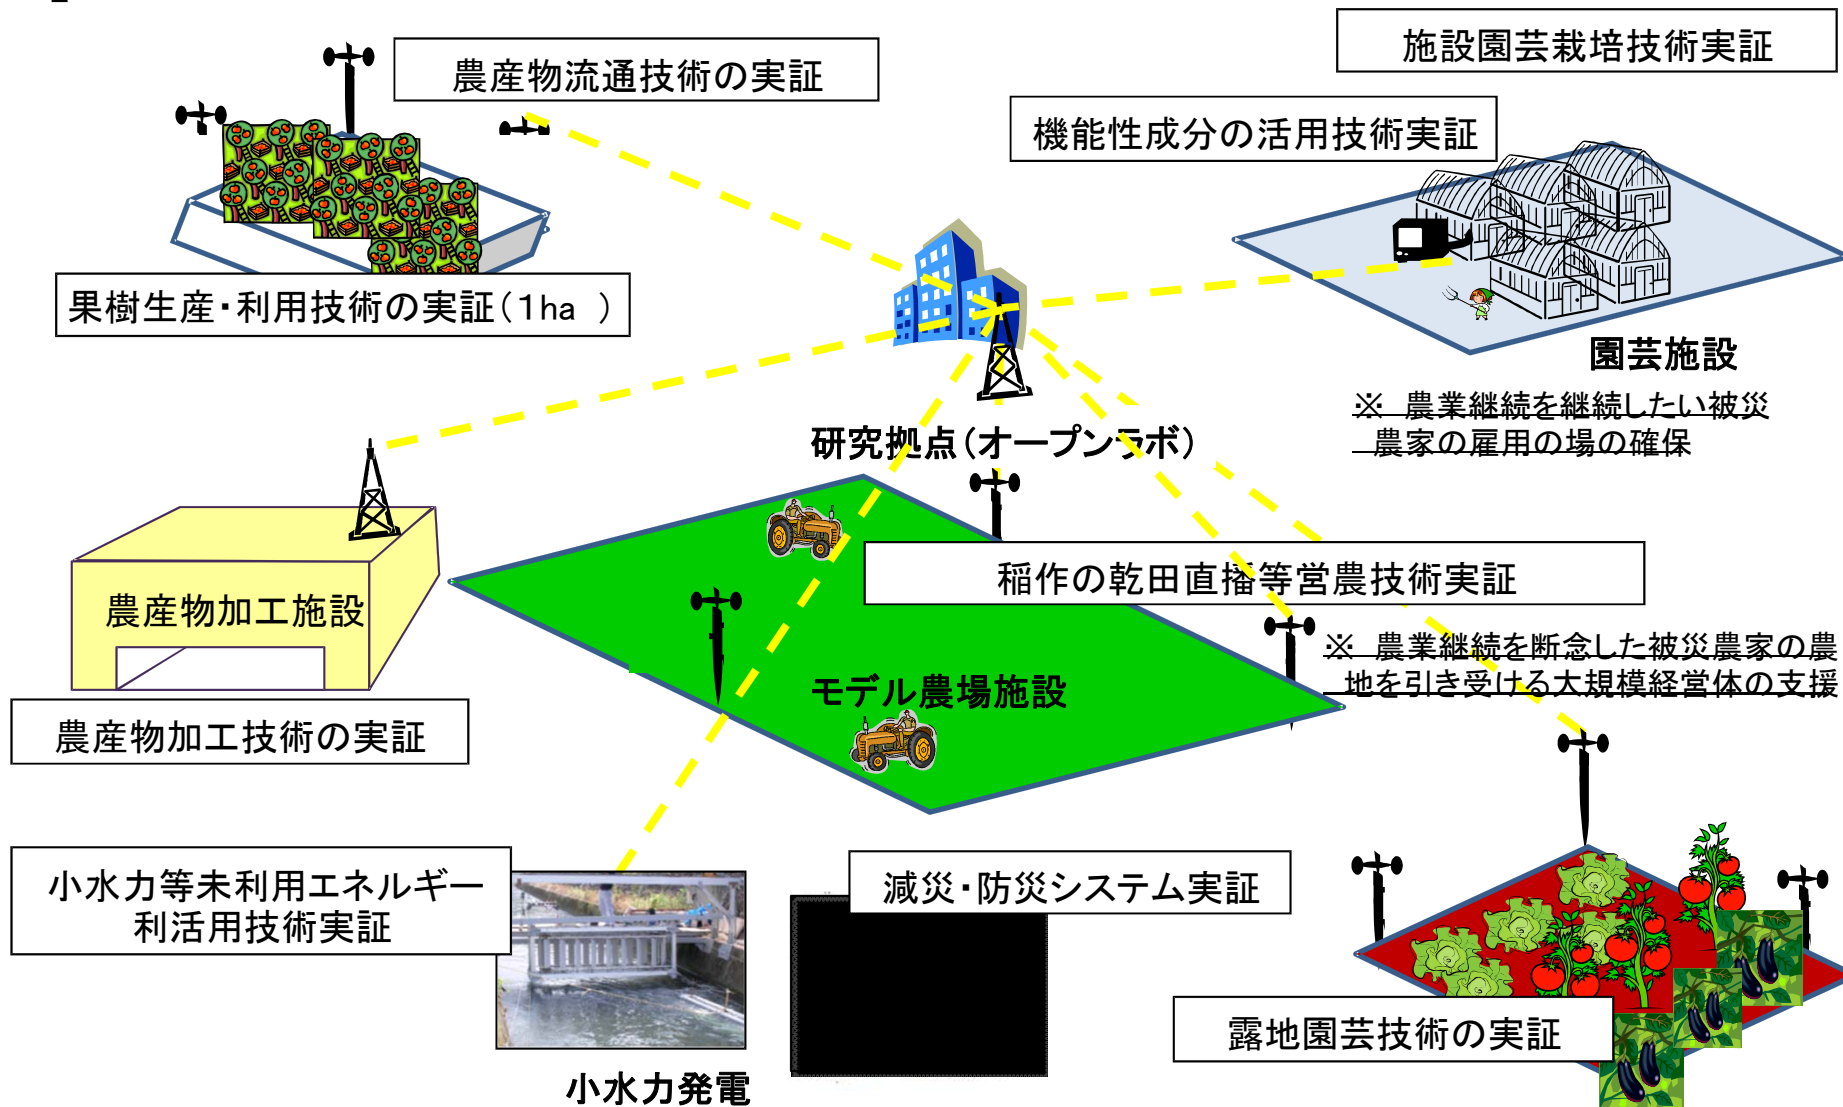 農産物流通技術の実証
施設園芸栽培技術実証
機能性成分の活用技術実証
果樹生産・利用技術の実証(1ha )
園芸施設
※ 農業継続を継続したい被災
農家の雇用の場の確保
研究拠点(オープンラボ)
稲作の乾田直播等営農技術実証
農産物加工施設
※ 農業継続を断念した被災農家の農
地を引き受ける大規模経営体の支援
モデル農場施設
農産物加工技術の実証
小水力等未利用エネルギー
利活用技術実証
減災・防災システム実証
露地園芸技術の実証
小水力発電